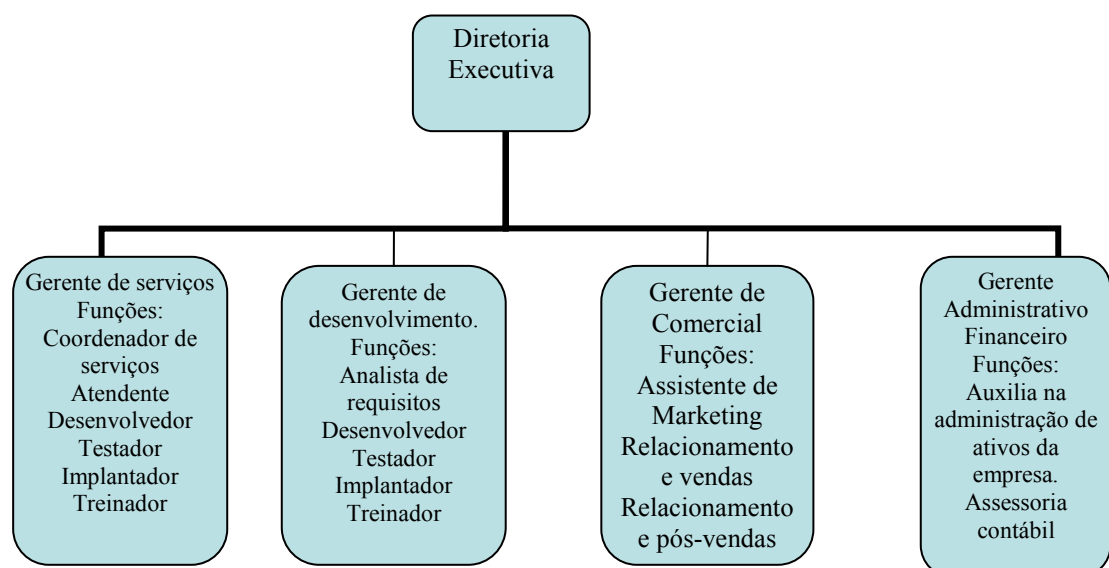 Diretoria
Executiva
Gerente de serviços
Funções:
Coordenador de
serviços
Atendente
Desenvolvedor
Testador
Implantador
Treinador
Gerente de
desenvolvimento.
Funções:
Analista de
requisitos
Desenvolvedor
Testador
Implantador
Treinador
Gerente de
Comercial
Funções:
Assistente de
Marketing
Relacionamento
e vendas
Relacionamento
e pós-vendas
Gerente
Administrativo
Financeiro
Funções:
Auxilia na
administração de
ativos da
empresa.
Assessoria
contábil